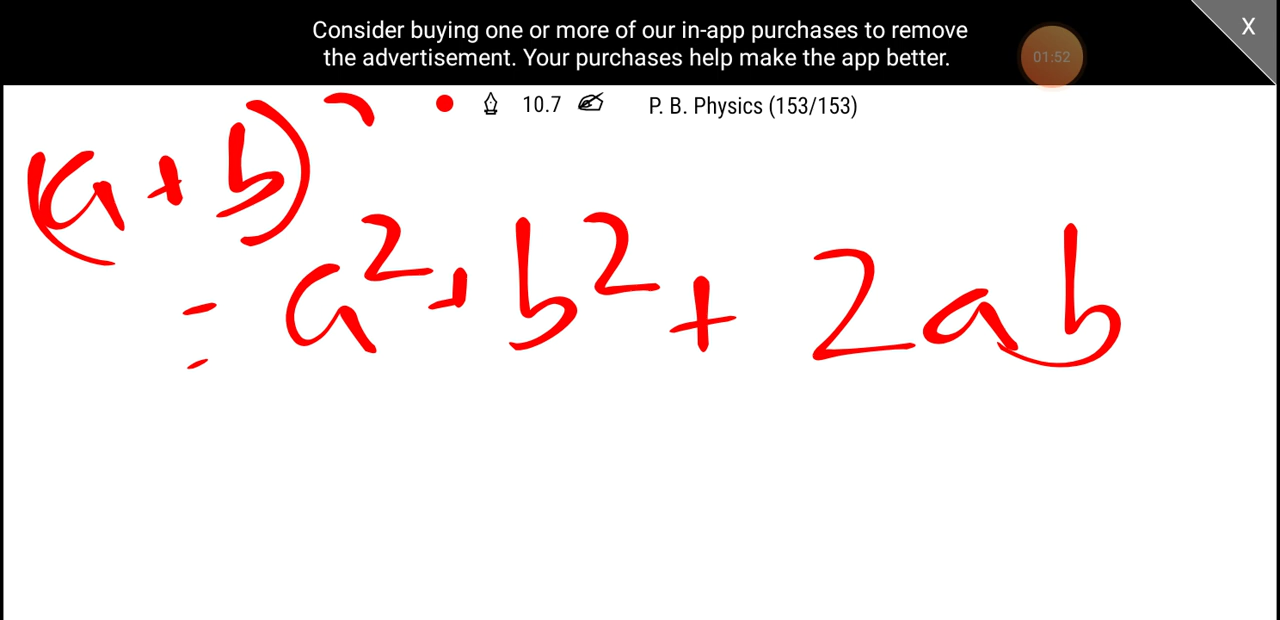 Consider buying one or more of our in-app purchases to remove
the advertisement. Your purchases help make the app better.
X
01:52
10.7 P. B. Physics (153/153)
(a+b)
= a²+b²+2ab